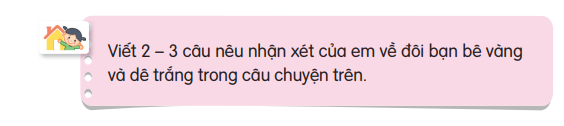 Viết 2 – 3 câu nêu nhận xét của em về đôi bạn bê vàng
và dê trắng trong câu chuyện trên.